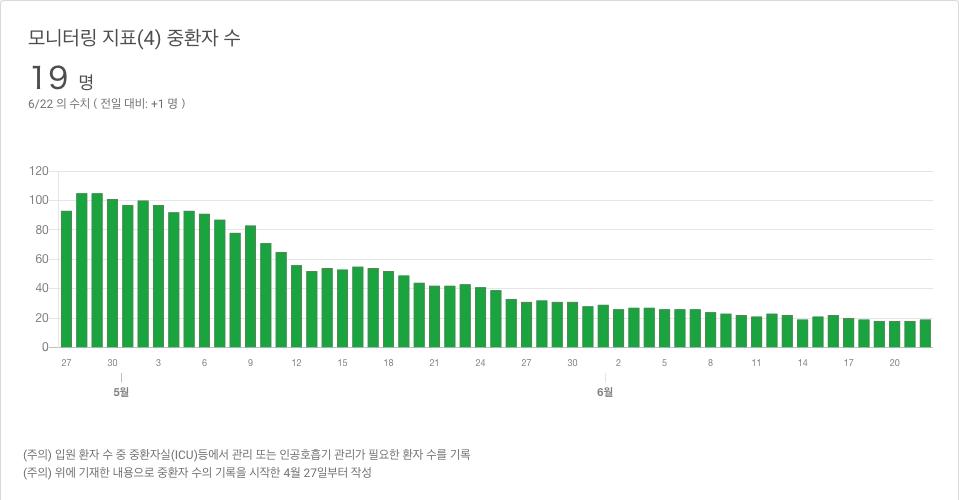 모니터링 지표(4) 중환자 수
19 명
6/22 의 수치 ( 전일 대비: +1 명 )
120
100
80
60
40
20
0
27 30 3 6 9 12 15 18 21 24 27 30 2 5 8 11 14 17 20
5월 6월
(주의) 입원 환자 수 중 중환자실(ICU)등에서 관리 또는 인공호흡기 관리가 필요한 환자 수를 기록
(주의) 위에 기재한 내용으로 중환자 수의 기록을 시작한 4월 27일부터 작성